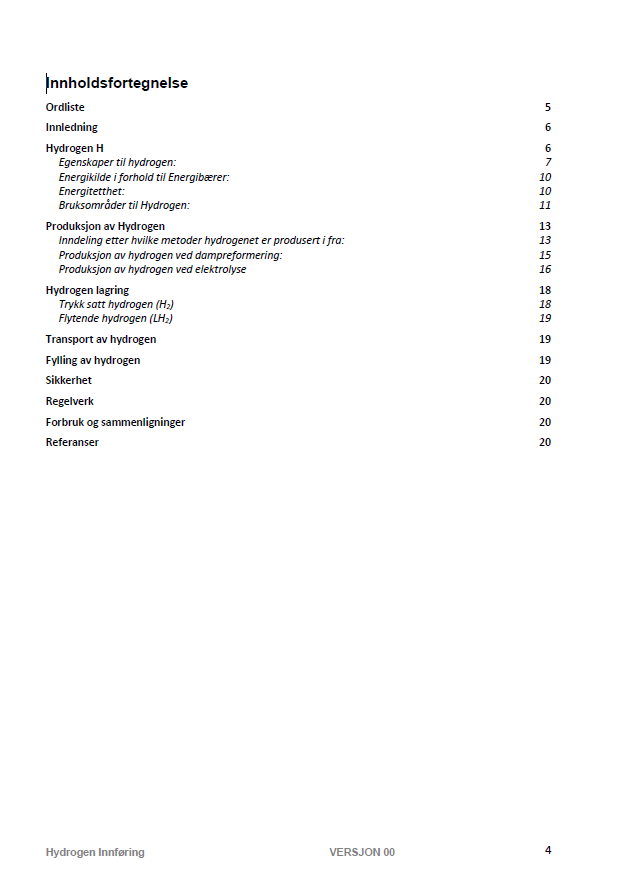 Innholdsfortegnelse
Ordliste 5
Innledning 6
Hydrogen H 6
Egenskaper til hydrogen: 7
Energikilde i forhold til Energibærer: 10
Energitetthet: 10
Bruksområder til Hydrogen: 11
Produksjon av Hydrogen 13
Inndeling etter hvilke metoder hydrogenet er produsert i fra: 13
Produksjon av hydrogen ved dampreformering: 15
Produksjon av hydrogen ved elektrolyse 16
Hydrogen lagring 18
Trykk satt hydrogen (H₂) 18
Flytende hydrogen (LH₂) 19
Transport av hydrogen 19
Fylling av hydrogen 19
Sikkerhet 20
Regelverk 20
Forbruk og sammenligninger 20
Referanser 20
Hydrogen Innføring VERSJON 00 4